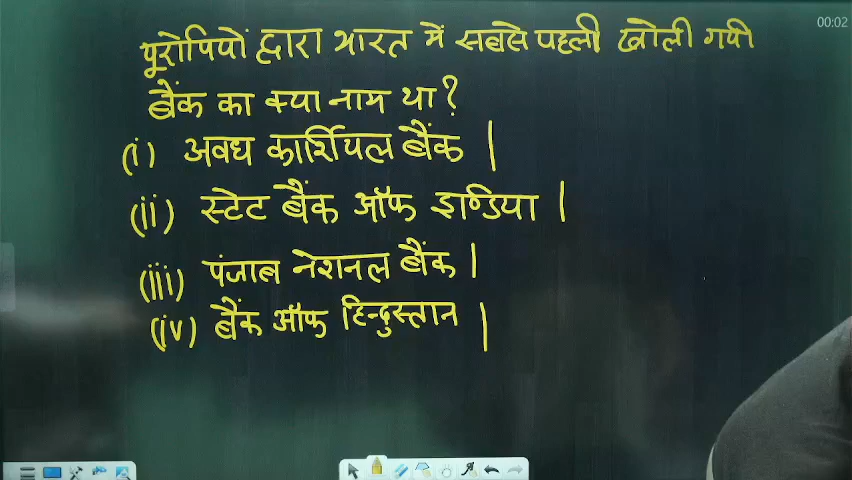 00:02
यूरोपियों द्वारा भारत में सबसे पहली खोली गयी
बैंक का क्या नाम था?
(i) अवध कार्शियल बैंक |
(ii) स्टेट बैंक ऑफ इण्डिया |
(iii) पंजाब नेशनल बैंक |
(iv) बैंक ऑफ हिन्दुस्तान |